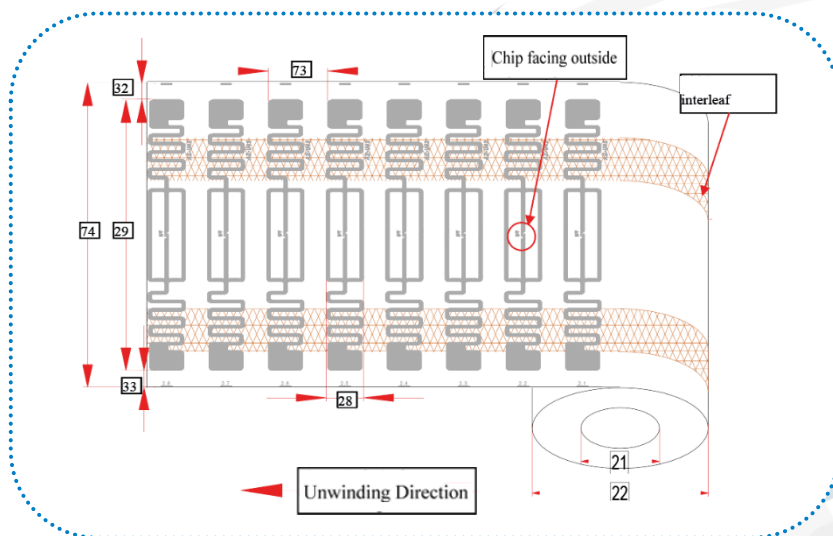 73
Chip facing outside
32
interleaf
74
29
33
28
21
22
Unwinding Direction